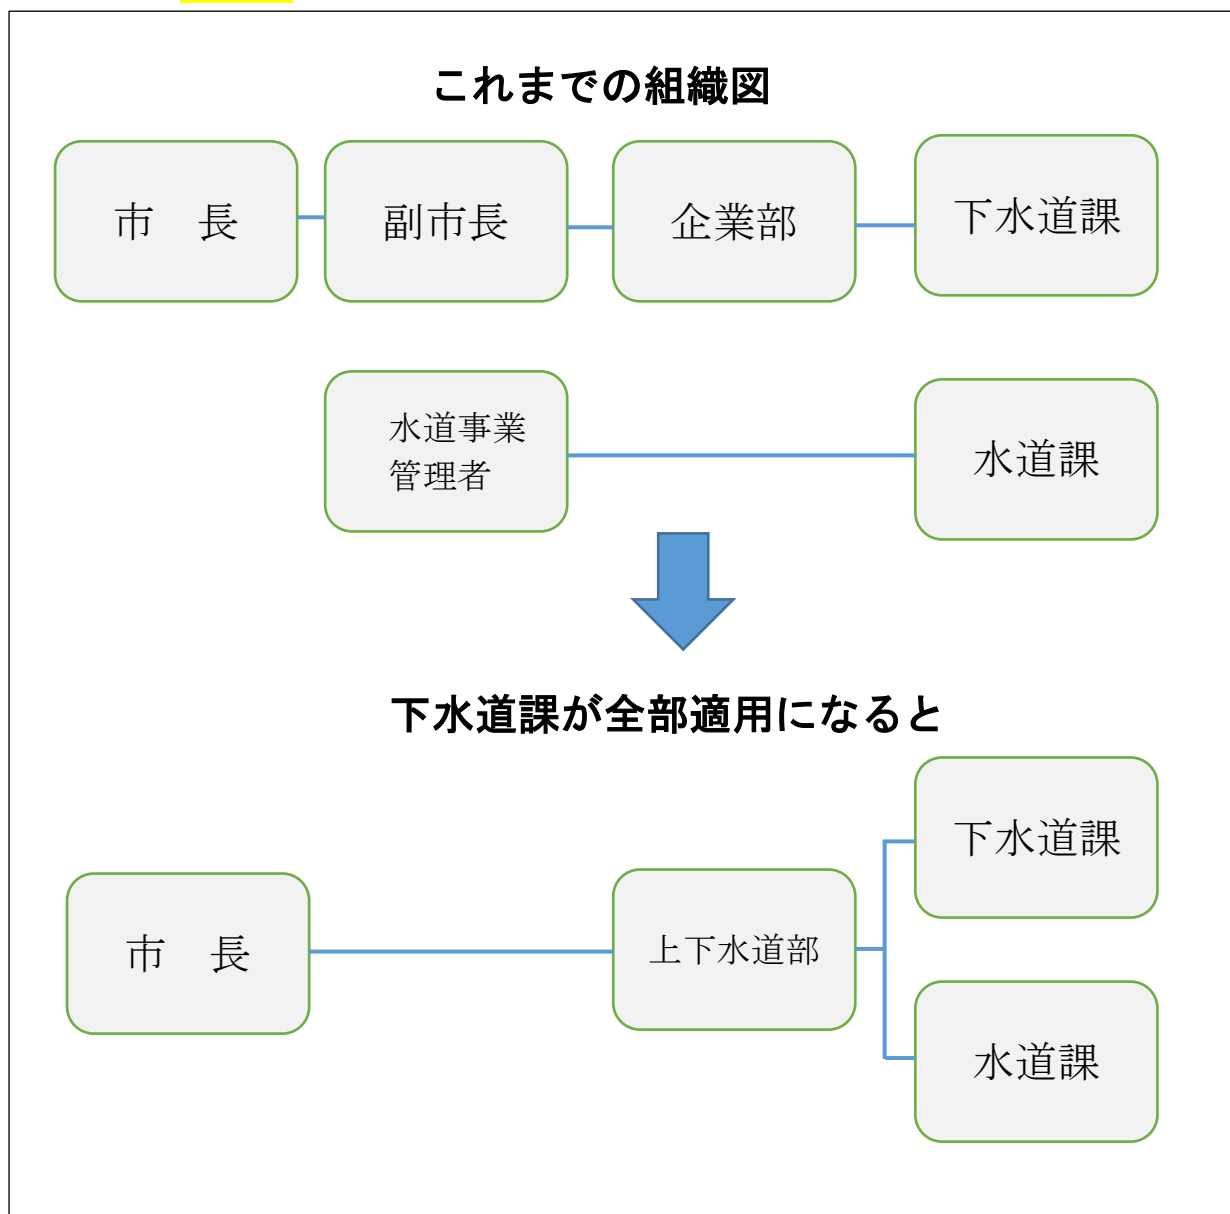 これまでの組織図
市　長
副市長
企業部
下水道課
水道事業
管理者
水道課
下水道課が全部適用になると
下水道課
市　長
上下水道部
水道課